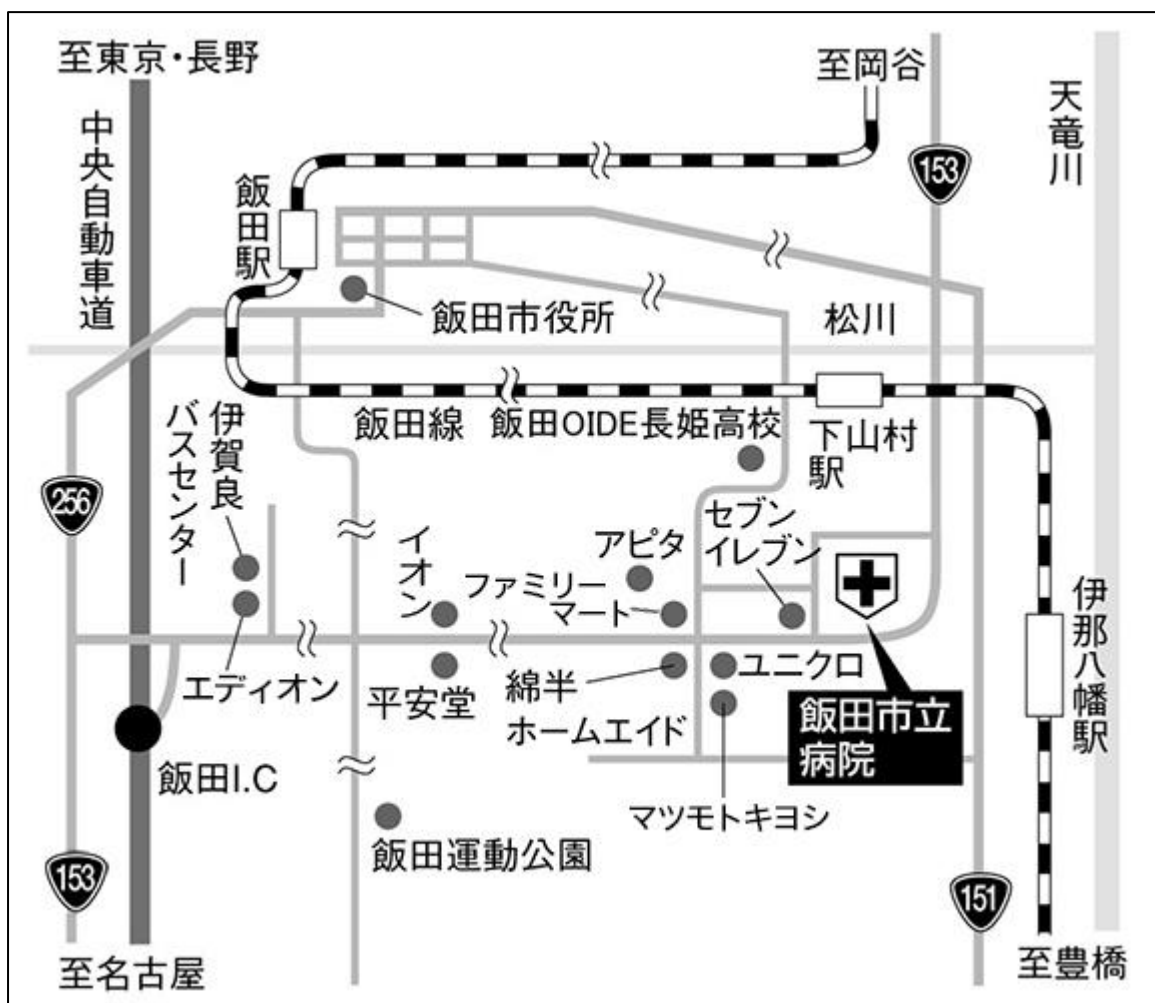 至東京・長野
至岡谷
中央自動車道
天竜川
153
飯田駅
飯田市役所
松川
飯田線
飯田OIDE長姫高校
下山村
駅
伊賀良
バスセンター
256
イオン
アピタ
セブン
イレブン
ファミリー
マート
エディオン
平安堂
綿半
ホームエイド
ユニクロ
飯田市立
病院
伊那八幡駅
飯田I.C
マツモトキヨシ
飯田運動公園
153
151
至名古屋
至豊橋